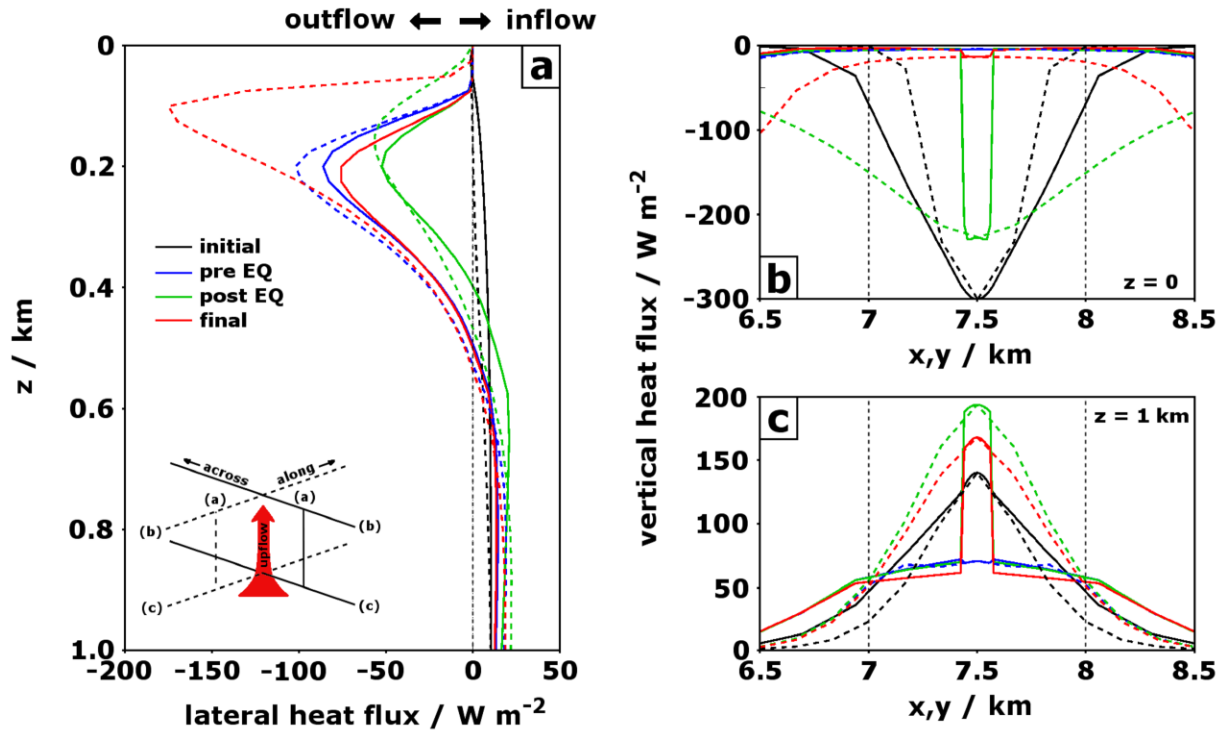 outflow ← → inflow
a
0
0.2
0.4
0.6
0.8
1.0
z / km
initial
pre EQ
post EQ
final
across
along
(a)
(a)
(b)
(b)
upflow
(c)
(c)
-200
-150
-100
-50
0
50
lateral heat flux / W m⁻²
vertical heat flux / W m⁻²
0
-100
-200
-300
b
z = 0
6.5
7
7.5
8
8.5
x,y / km
200
150
100
50
0
c
z = 1 km
6.5
7
7.5
8
8.5
x,y / km